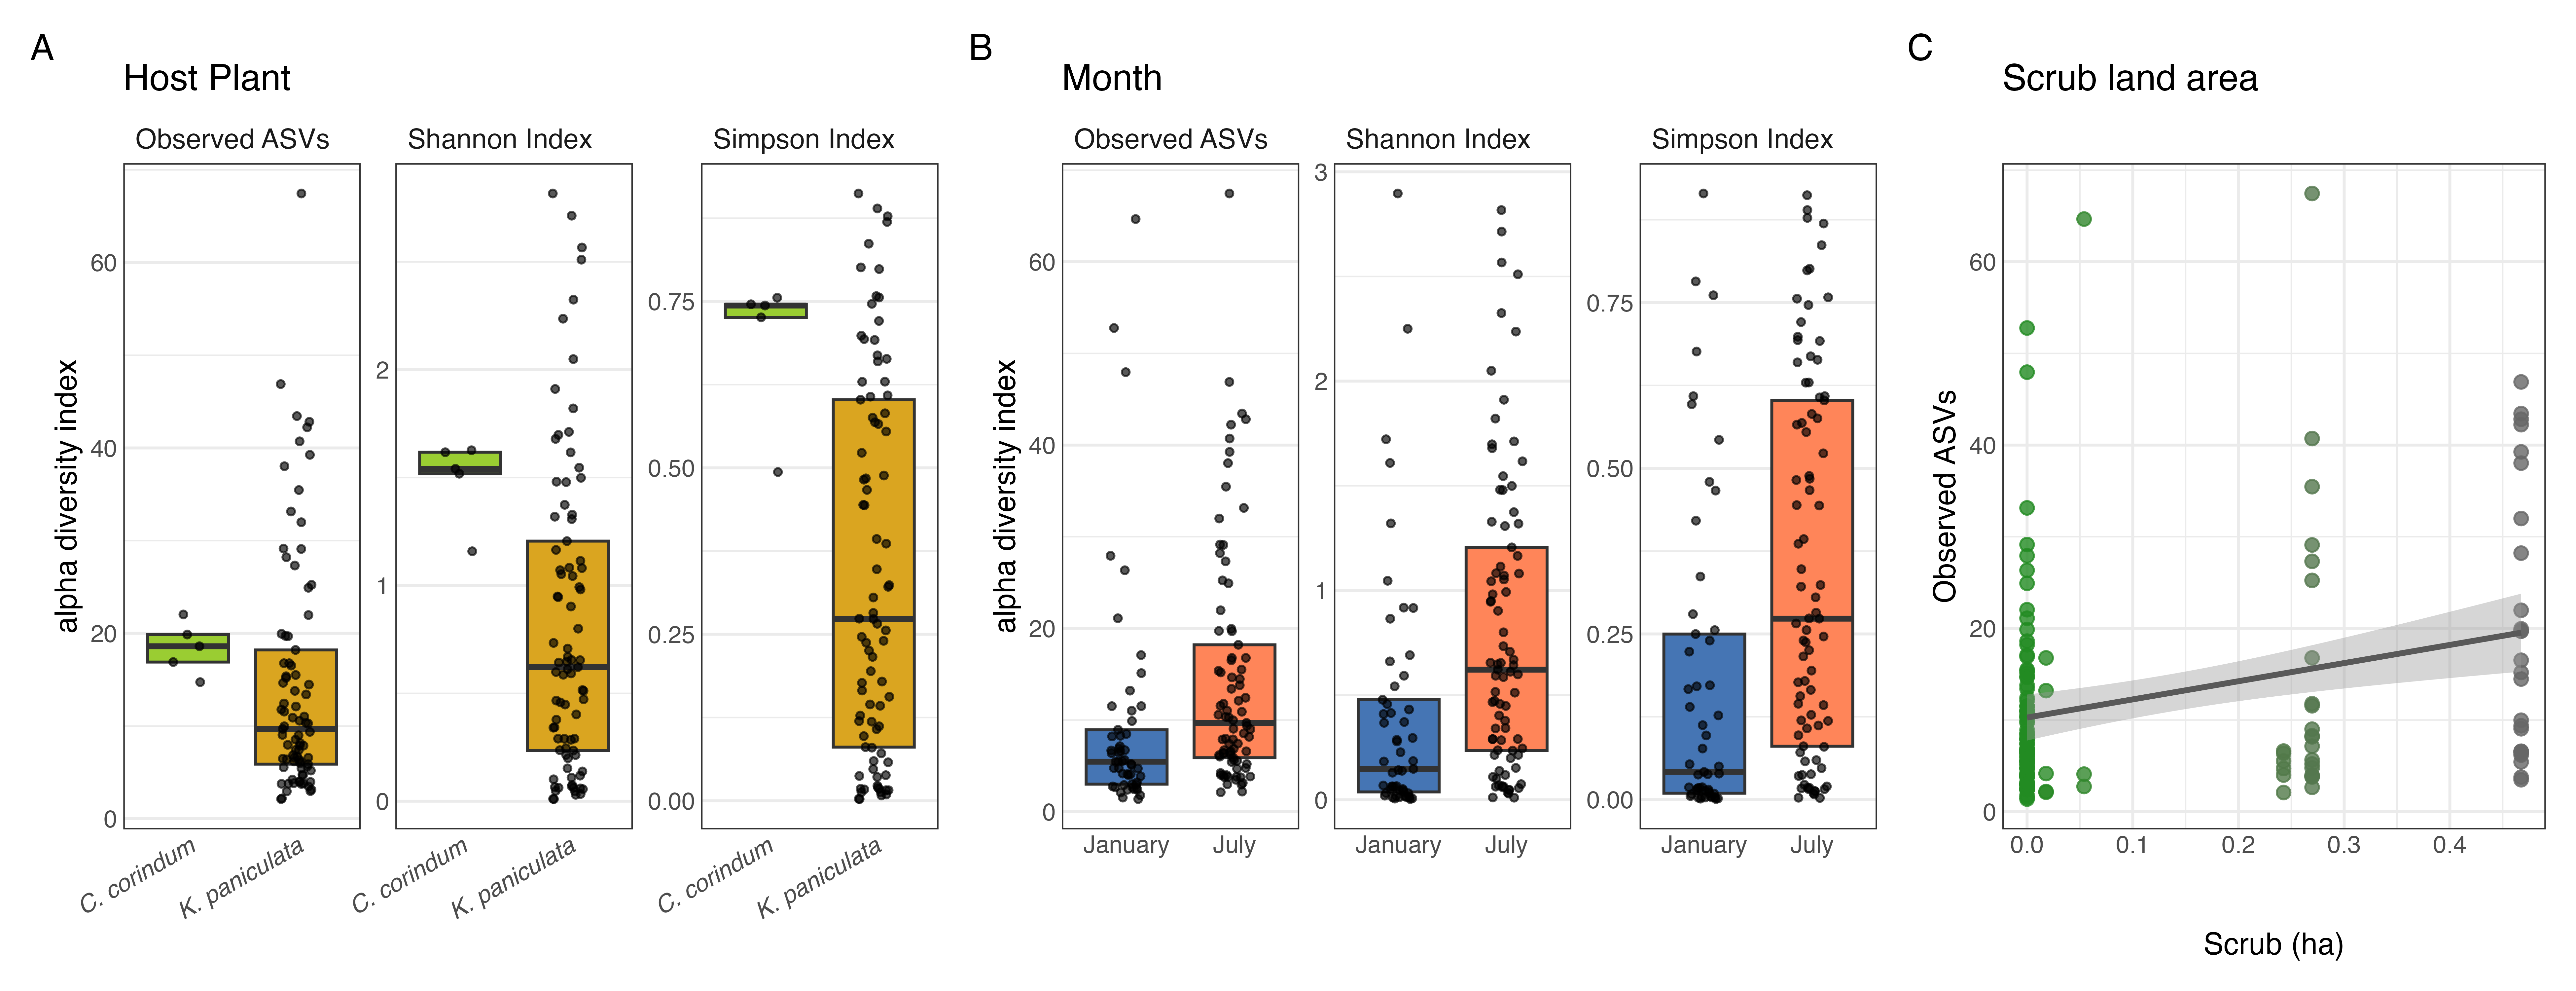 A
Host Plant
Observed ASVs
Shannon Index
Simpson Index
alpha diversity index
60
40
20
0
2
1
0
0.75
0.50
0.25
0.00
C. corindum
K. paniculata
C. corindum
K. paniculata
C. corindum
K. paniculata
B
Month
Observed ASVs
Shannon Index
Simpson Index
alpha diversity index
60
40
20
0
3
2
1
0
0.75
0.50
0.25
0.00
January
July
January
July
January
July
C
Scrub land area
Observed ASVs
60
40
20
0
0.0
0.1
0.2
0.3
0.4
Scrub (ha)